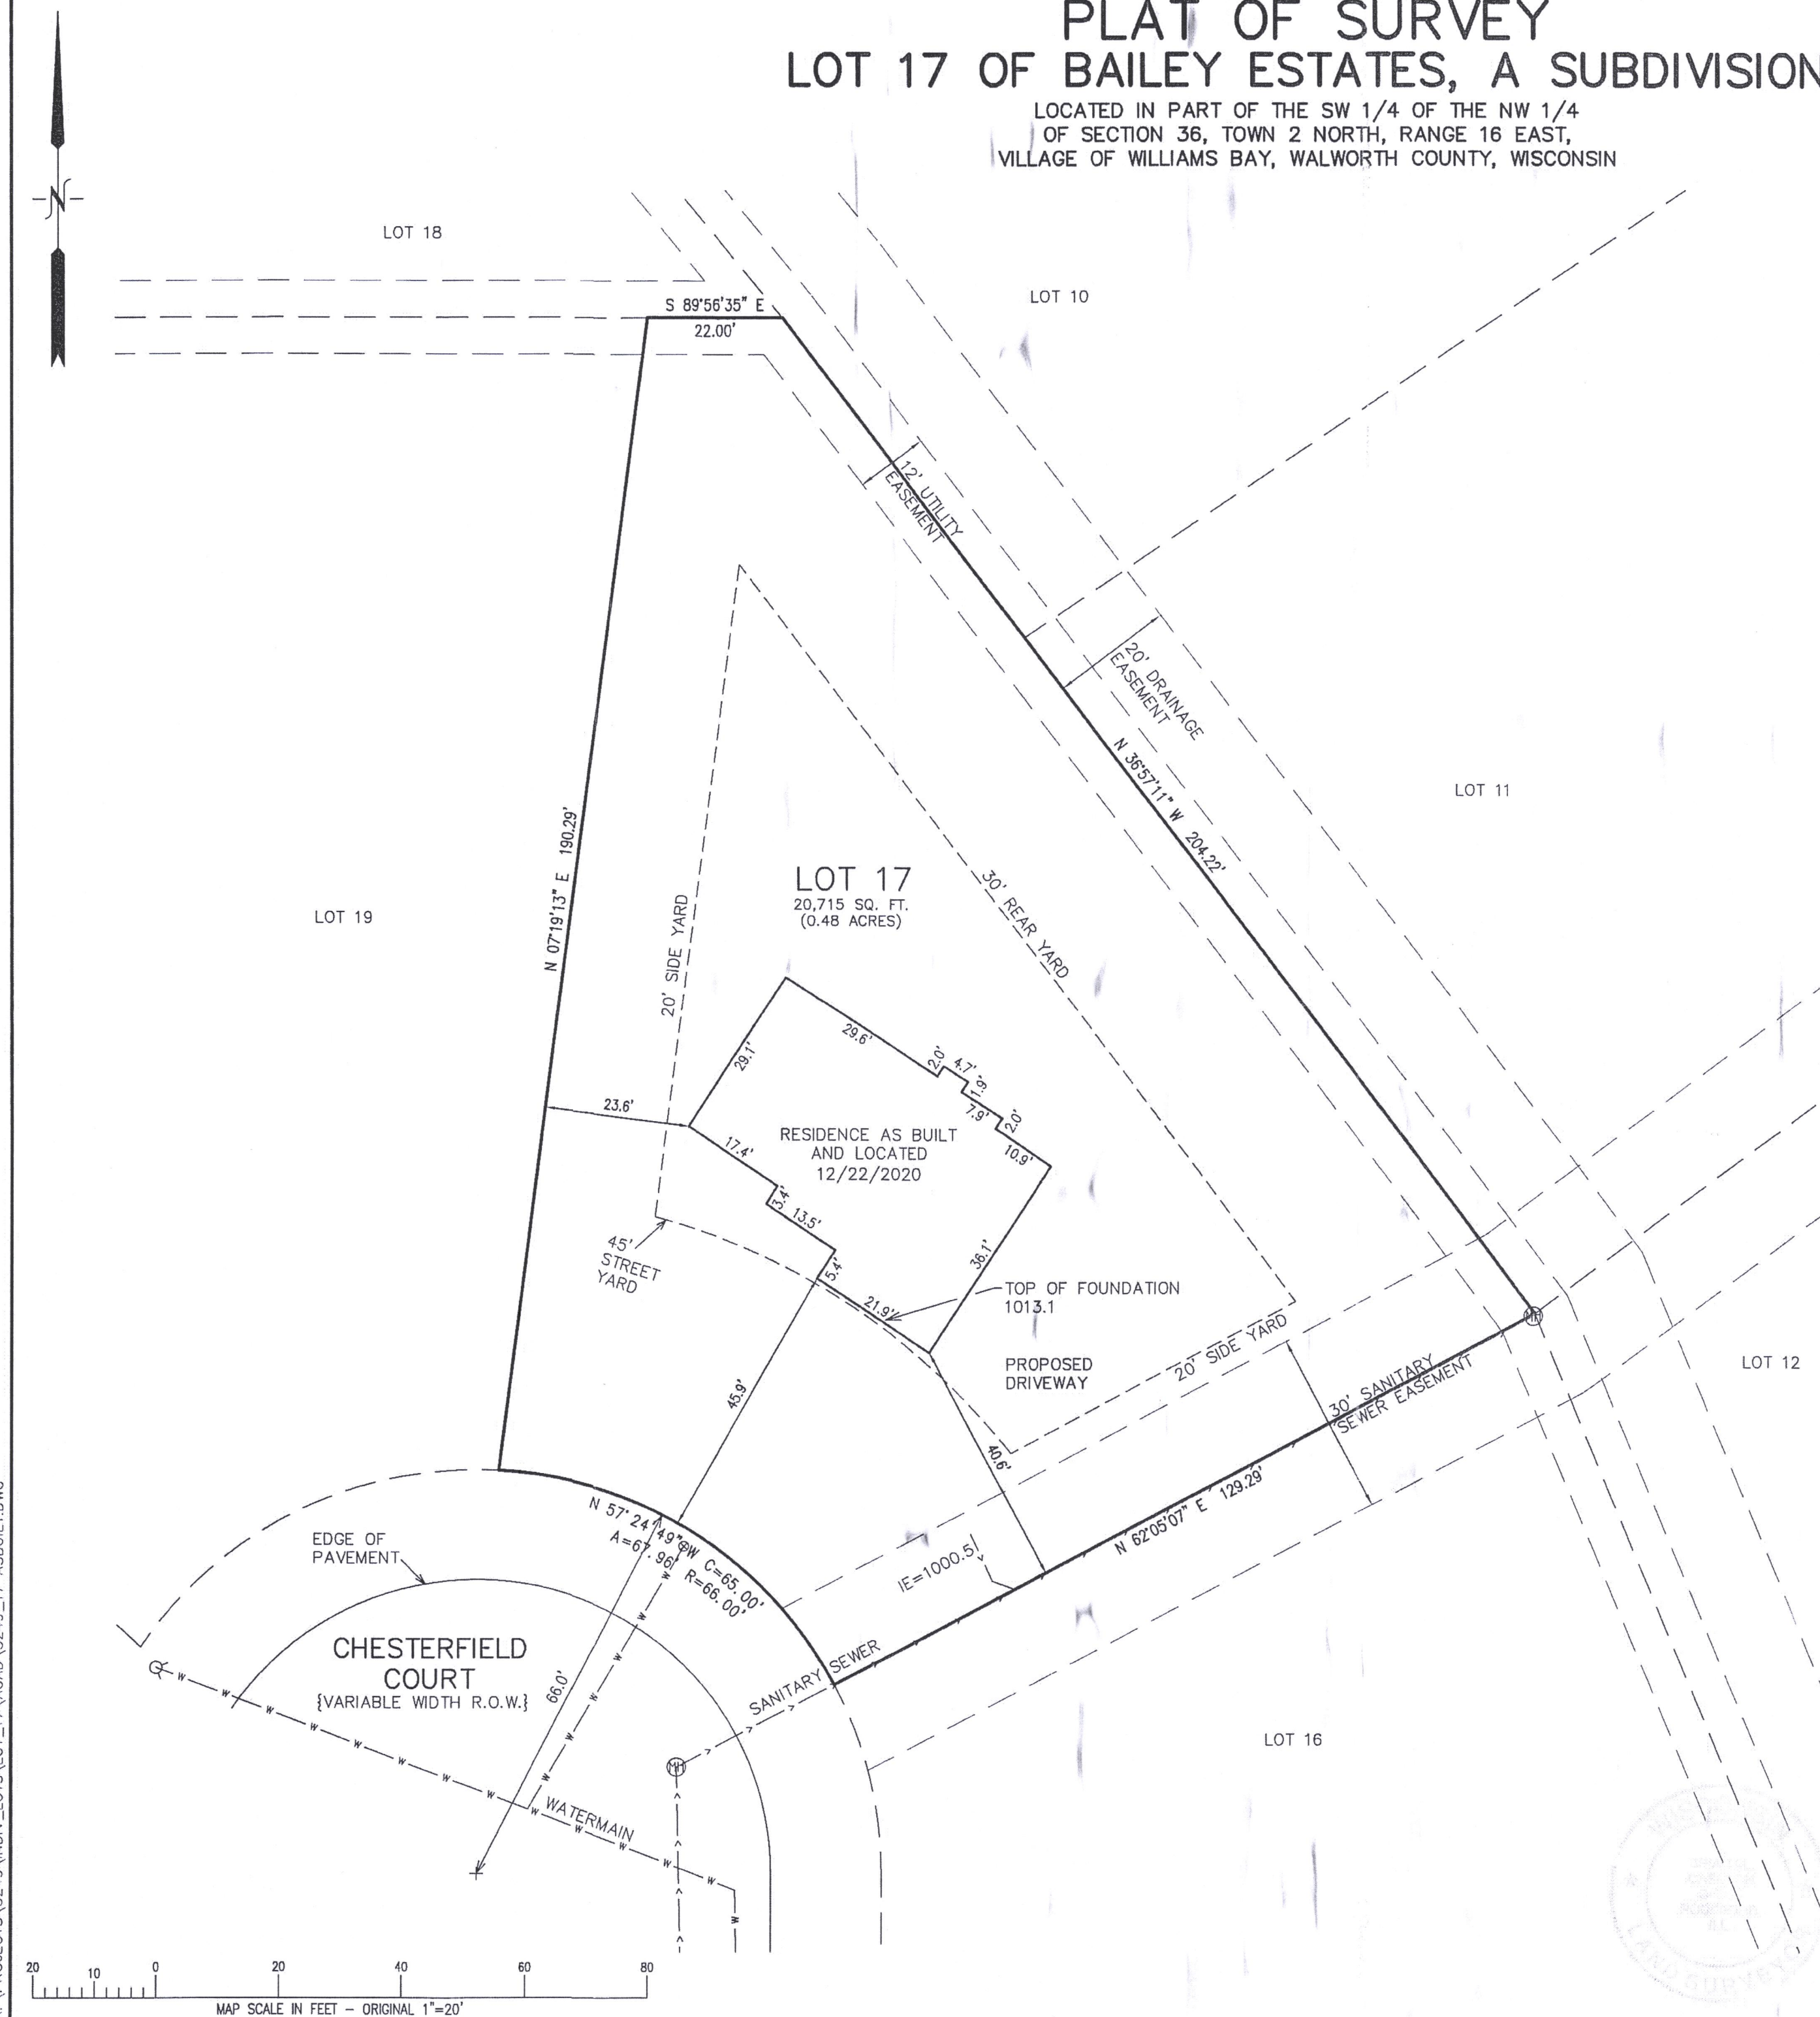 PLAT OF SURVEY
LOT 17 OF BAILEY ESTATES, A SUBDIVISION
LOCATED IN PART OF THE SW 1/4 OF THE NW 1/4
OF SECTION 36, TOWN 2 NORTH, RANGE 16 EAST,
VILLAGE OF WILLIAMS BAY, WALWORTH COUNTY, WISCONSIN
N
LOT 18
LOT 10
S 89°56'35" E
22.00'
12' UTILITY
EASEMENT
20' DRAINAGE
EASEMENT
N 36°57'11" W 204.22'
LOT 11
N 07°19'13" E 190.29'
LOT 17
20,715 SQ. FT.
(0.48 ACRES)
LOT 19
20' SIDE YARD
30' REAR YARD
29.6'
2.0'
4.7'
1.9'
7.9'
2.0'
10.9'
29.1'
23.6'
17.4'
3.4'
13.5'
5.4'
21.9'
36.1'
RESIDENCE AS BUILT
AND LOCATED
12/22/2020
45'
STREET
YARD
TOP OF FOUNDATION
1013.1
PROPOSED
DRIVEWAY
20' SIDE YARD
30' SANITARY
SEWER EASEMENT
MH
LOT 12
45.9'
40.6'
N 62°05'07" E 129.29'
IE=1000.5
N 57°24'49" W C=65.00'
A=67.96' R=66.00'
EDGE OF
PAVEMENT
CHESTERFIELD
COURT
{VARIABLE WIDTH R.O.W.}
66.0'
SANITARY SEWER
MH
WATERMAIN
W W W W W W W W W W W W W W W W W W
LOT 16
LAND SURVEYOR
20 10 0 20 40 60 80
MAP SCALE IN FEET - ORIGINAL 1"=20'